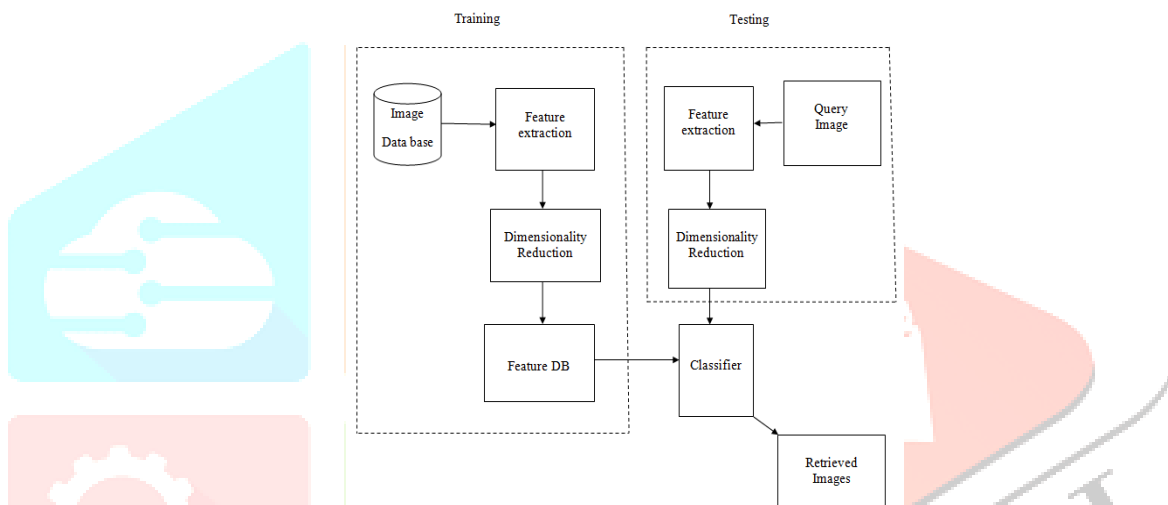 Training
Testing
Image
Data base
Feature
extraction
Feature
extraction
Query
Image
Dimensionality
Reduction
Dimensionality
Reduction
Feature DB
Classifier
Retrieved
Images